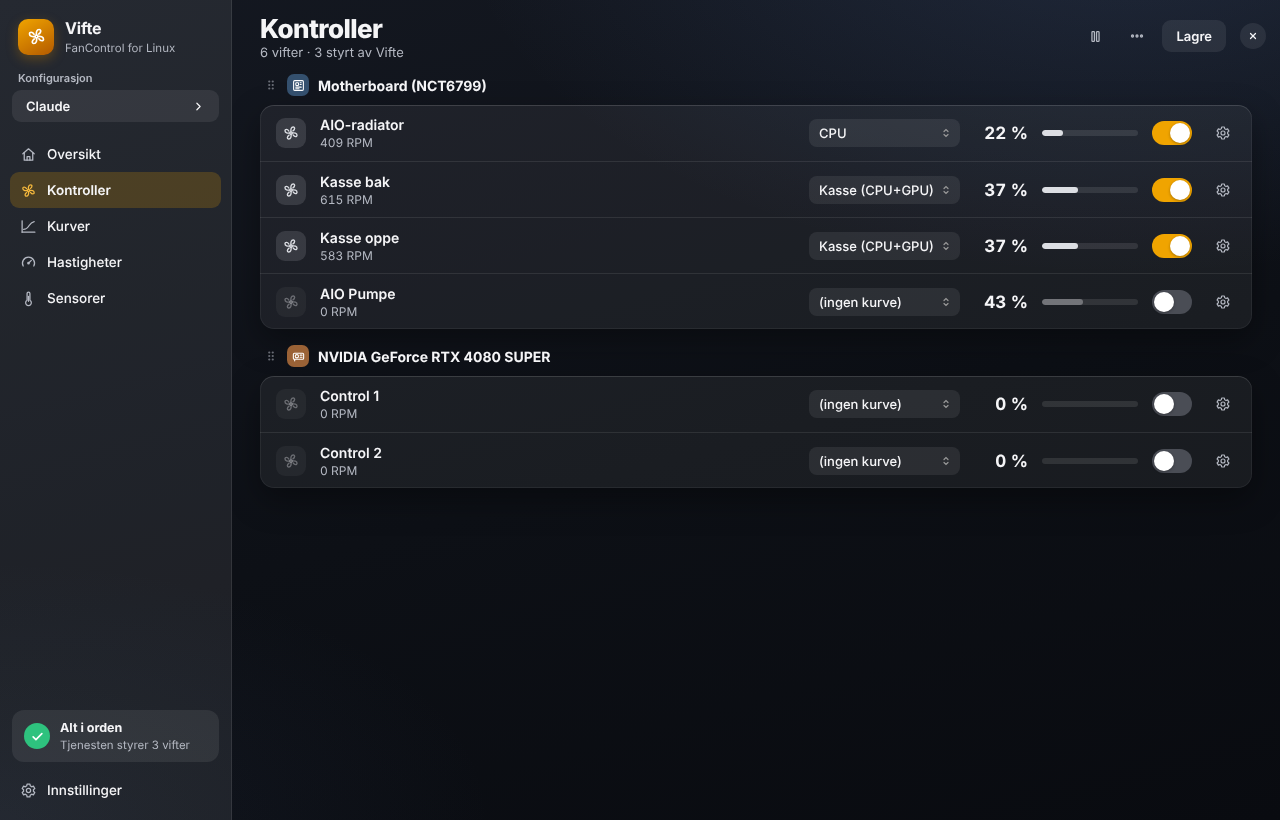 Vifte
FanControl for Linux
Konfigurasjon
Claude
Oversikt
Kontroller
Kurver
Hastigheter
Sensorer
Alt i orden
Tjenesten styrer 3 vifter
Innstillinger
Kontroller
6 vifter · 3 styrt av Vifte
Lagre
Motherboard (NCT6799)
AIO-radiator
409 RPM
CPU
22 %
Kasse bak
615 RPM
Kasse (CPU+GPU)
37 %
Kasse oppe
583 RPM
Kasse (CPU+GPU)
37 %
AIO Pumpe
0 RPM
(ingen kurve)
43 %
NVIDIA GeForce RTX 4080 SUPER
Control 1
0 RPM
(ingen kurve)
0 %
Control 2
0 RPM
(ingen kurve)
0 %